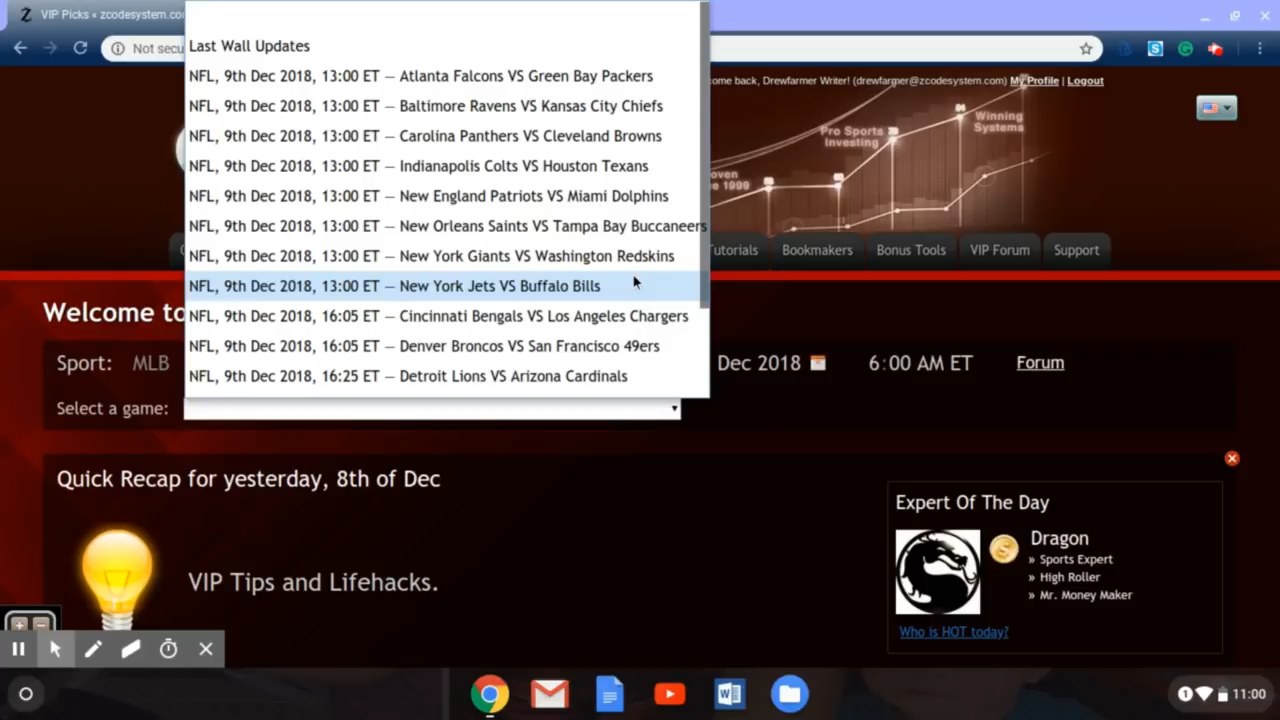 VIP Picks « zcodesystem.co
Not secu
Last Wall Updates
NFL, 9th Dec 2018, 13:00 ET — Atlanta Falcons VS Green Bay Packers
NFL, 9th Dec 2018, 13:00 ET — Baltimore Ravens VS Kansas City Chiefs
NFL, 9th Dec 2018, 13:00 ET — Carolina Panthers VS Cleveland Browns
NFL, 9th Dec 2018, 13:00 ET — Indianapolis Colts VS Houston Texans
NFL, 9th Dec 2018, 13:00 ET — New England Patriots VS Miami Dolphins
NFL, 9th Dec 2018, 13:00 ET — New Orleans Saints VS Tampa Bay Buccaneers
NFL, 9th Dec 2018, 13:00 ET — New York Giants VS Washington Redskins
NFL, 9th Dec 2018, 13:00 ET — New York Jets VS Buffalo Bills
NFL, 9th Dec 2018, 16:05 ET — Cincinnati Bengals VS Los Angeles Chargers
NFL, 9th Dec 2018, 16:05 ET — Denver Broncos VS San Francisco 49ers
NFL, 9th Dec 2018, 16:25 ET — Detroit Lions VS Arizona Cardinals
ome back, Drewfarmer Writer! (drewfarmer@zcodesystem.com) My Profile | Logout
Pro Sports Investing
Winning Systems
oven
e 1999
utorials Bookmakers Bonus Tools VIP Forum Support
Welcome to
Sport: MLB Dec 2018 6:00 AM ET Forum
Select a game:
Quick Recap for yesterday, 8th of Dec
VIP Tips and Lifehacks.
Expert Of The Day
Dragon
» Sports Expert
» High Roller
» Mr. Money Maker
Who is HOT today?
1 11:00